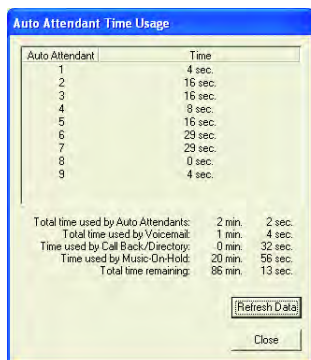 Auto Attendant Time Usage
Auto Attendant Time
1 4 sec.
2 16 sec.
3 16 sec.
4 8 sec.
5 16 sec.
6 29 sec.
7 29 sec.
8 0 sec.
9 4 sec.
Total time used by Auto Attendants: 2 min. 2 sec.
Total time used by Voicemail: 1 min. 4 sec.
Time used by Call Back/Directory: 0 min. 32 sec.
Time used by Music-On-Hold: 20 min. 56 sec.
Total time remaining: 86 min. 13 sec.
Refresh Data
Close